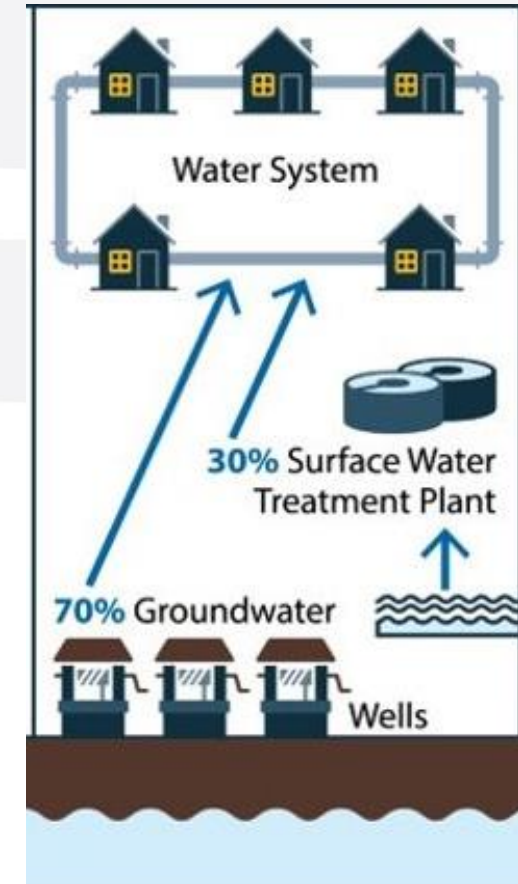 Water System
30% Surface Water
Treatment Plant
70% Groundwater
Wells